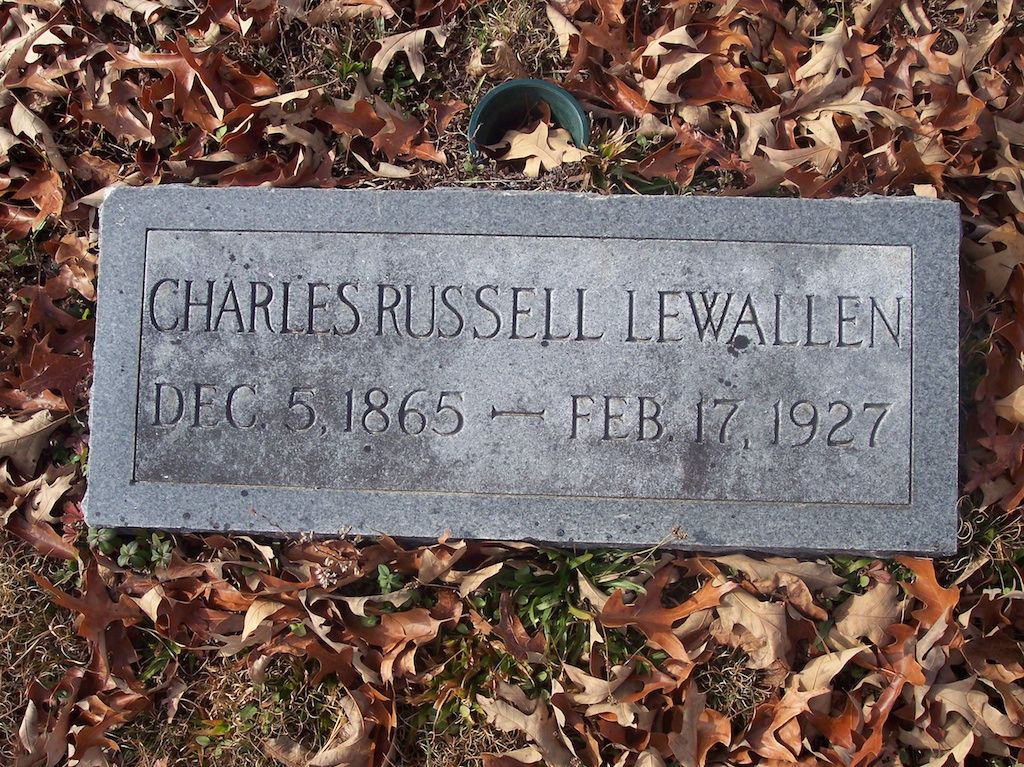 CHARLES RUSSELL LEWALLEN
DEC. 5, 1865 — FEB. 17, 1927